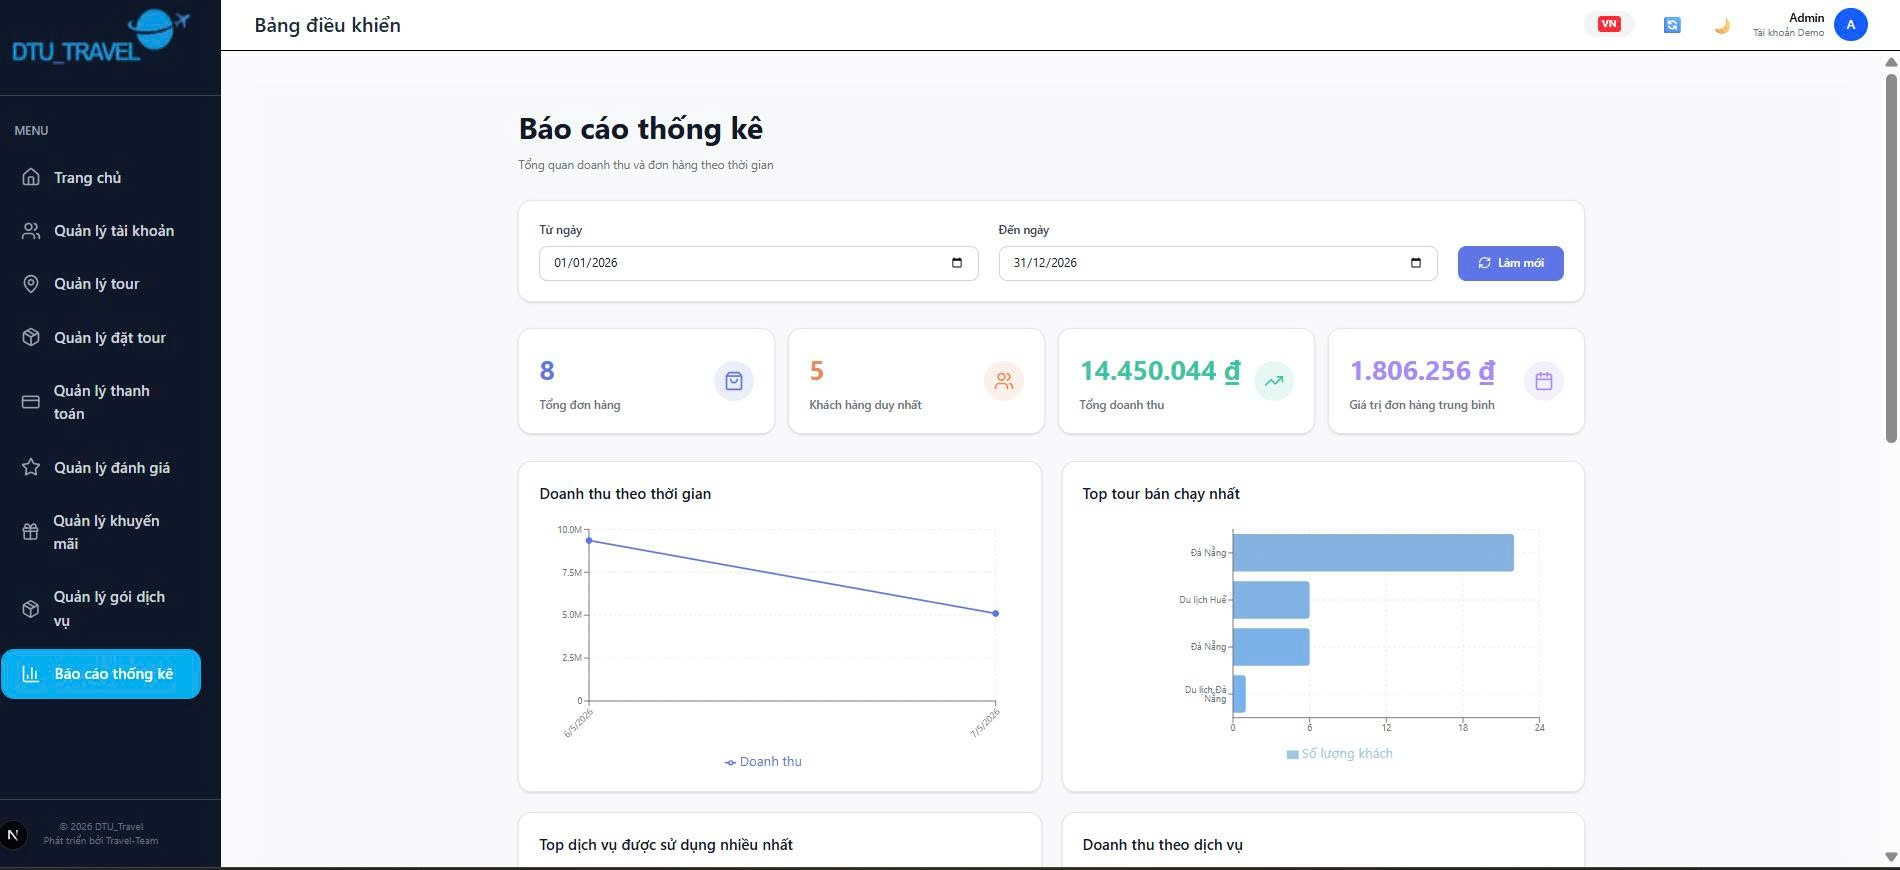 DTU_TRAVEL
Bảng điều khiển
VN
Admin
Tài khoản Demo
A
MENU
Trang chủ
Quản lý tài khoản
Quản lý tour
Quản lý đặt tour
Quản lý thanh
toán
Quản lý đánh giá
Quản lý khuyến
mãi
Quản lý gói dịch
vụ
Báo cáo thống kê
© 2026 DTU_Travel
Phát triển bởi Travel-Team
N
Báo cáo thống kê
Tổng quan doanh thu và đơn hàng theo thời gian
Từ ngày
01/01/2026
Đến ngày
31/12/2026
Làm mới
8
Tổng đơn hàng
5
Khách hàng duy nhất
14.450.044 ₫
Tổng doanh thu
1.806.256 ₫
Giá trị đơn hàng trung bình
Doanh thu theo thời gian
10.0M
7.5M
5.0M
2.5M
0
6/5/2026
7/5/2026
Doanh thu
Top tour bán chạy nhất
Đà Nẵng
Du lịch Huế
Đà Nẵng
Du lịch Đà
Nẵng
0 6 12 18 24
Số lượng khách
Top dịch vụ được sử dụng nhiều nhất
Doanh thu theo dịch vụ